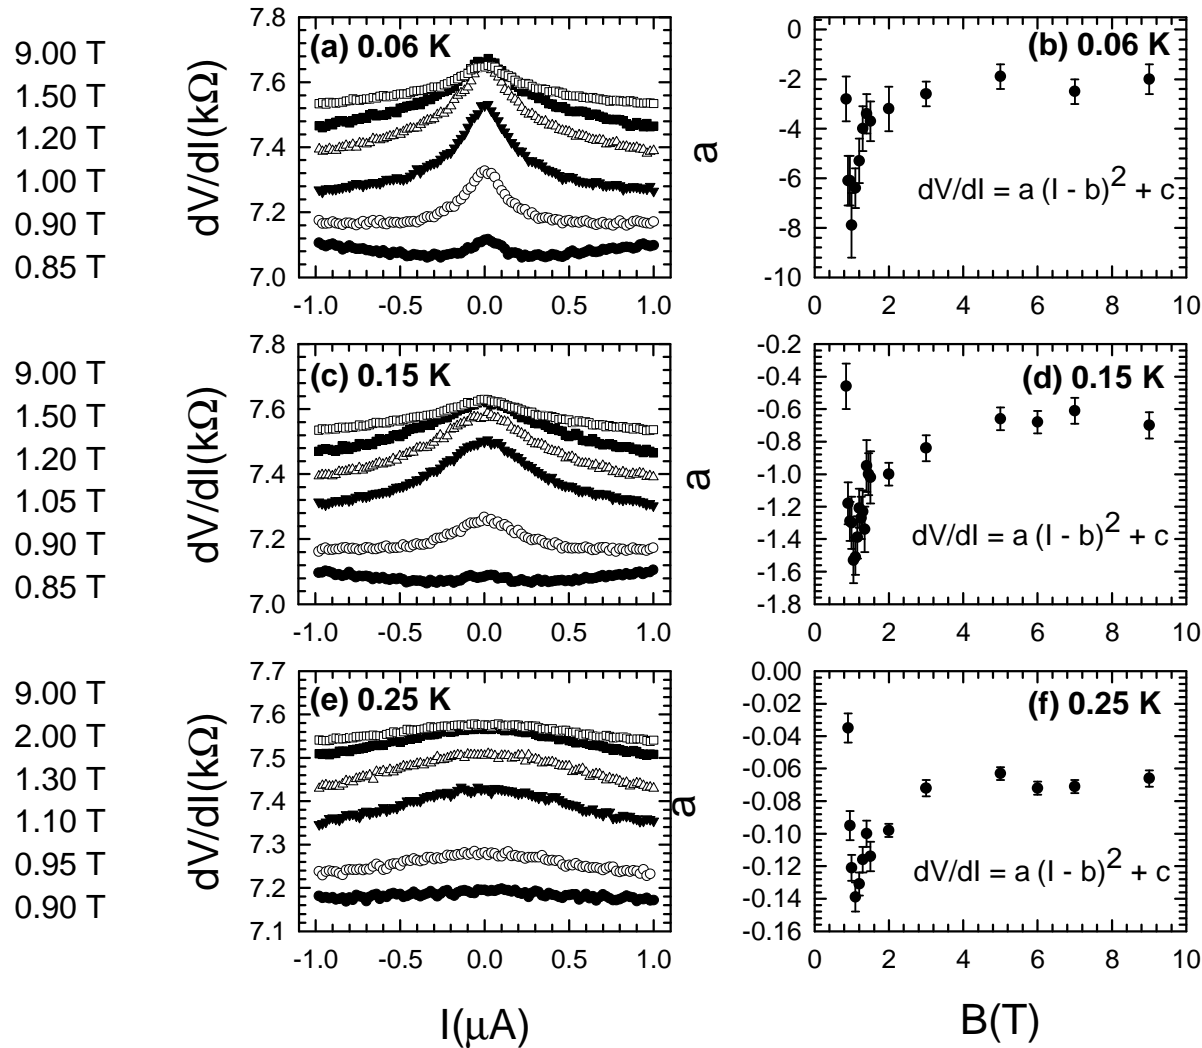 9.00 T
1.50 T
1.20 T
1.00 T
0.90 T
0.85 T
dV/dI(kΩ)
7.8
7.6
7.4
7.2
7.0
(a) 0.06 K
-1.0 -0.5 0.0 0.5 1.0
a
0
-2
-4
-6
-8
-10
(b) 0.06 K
dV/dI = a (I - b)² + c
0 2 4 6 8 10
9.00 T
1.50 T
1.20 T
1.05 T
0.90 T
0.85 T
dV/dI(kΩ)
7.8
7.6
7.4
7.2
7.0
(c) 0.15 K
-1.0 -0.5 0.0 0.5 1.0
a
-0.2
-0.4
-0.6
-0.8
-1.0
-1.2
-1.4
-1.6
-1.8
(d) 0.15 K
dV/dI = a (I - b)² + c
0 2 4 6 8 10
9.00 T
2.00 T
1.30 T
1.10 T
0.95 T
0.90 T
dV/dI(kΩ)
7.7
7.6
7.5
7.4
7.3
7.2
7.1
(e) 0.25 K
-1.0 -0.5 0.0 0.5 1.0
I(μA)
a
0.00
-0.02
-0.04
-0.06
-0.08
-0.10
-0.12
-0.14
-0.16
(f) 0.25 K
dV/dI = a (I - b)² + c
0 2 4 6 8 10
B(T)